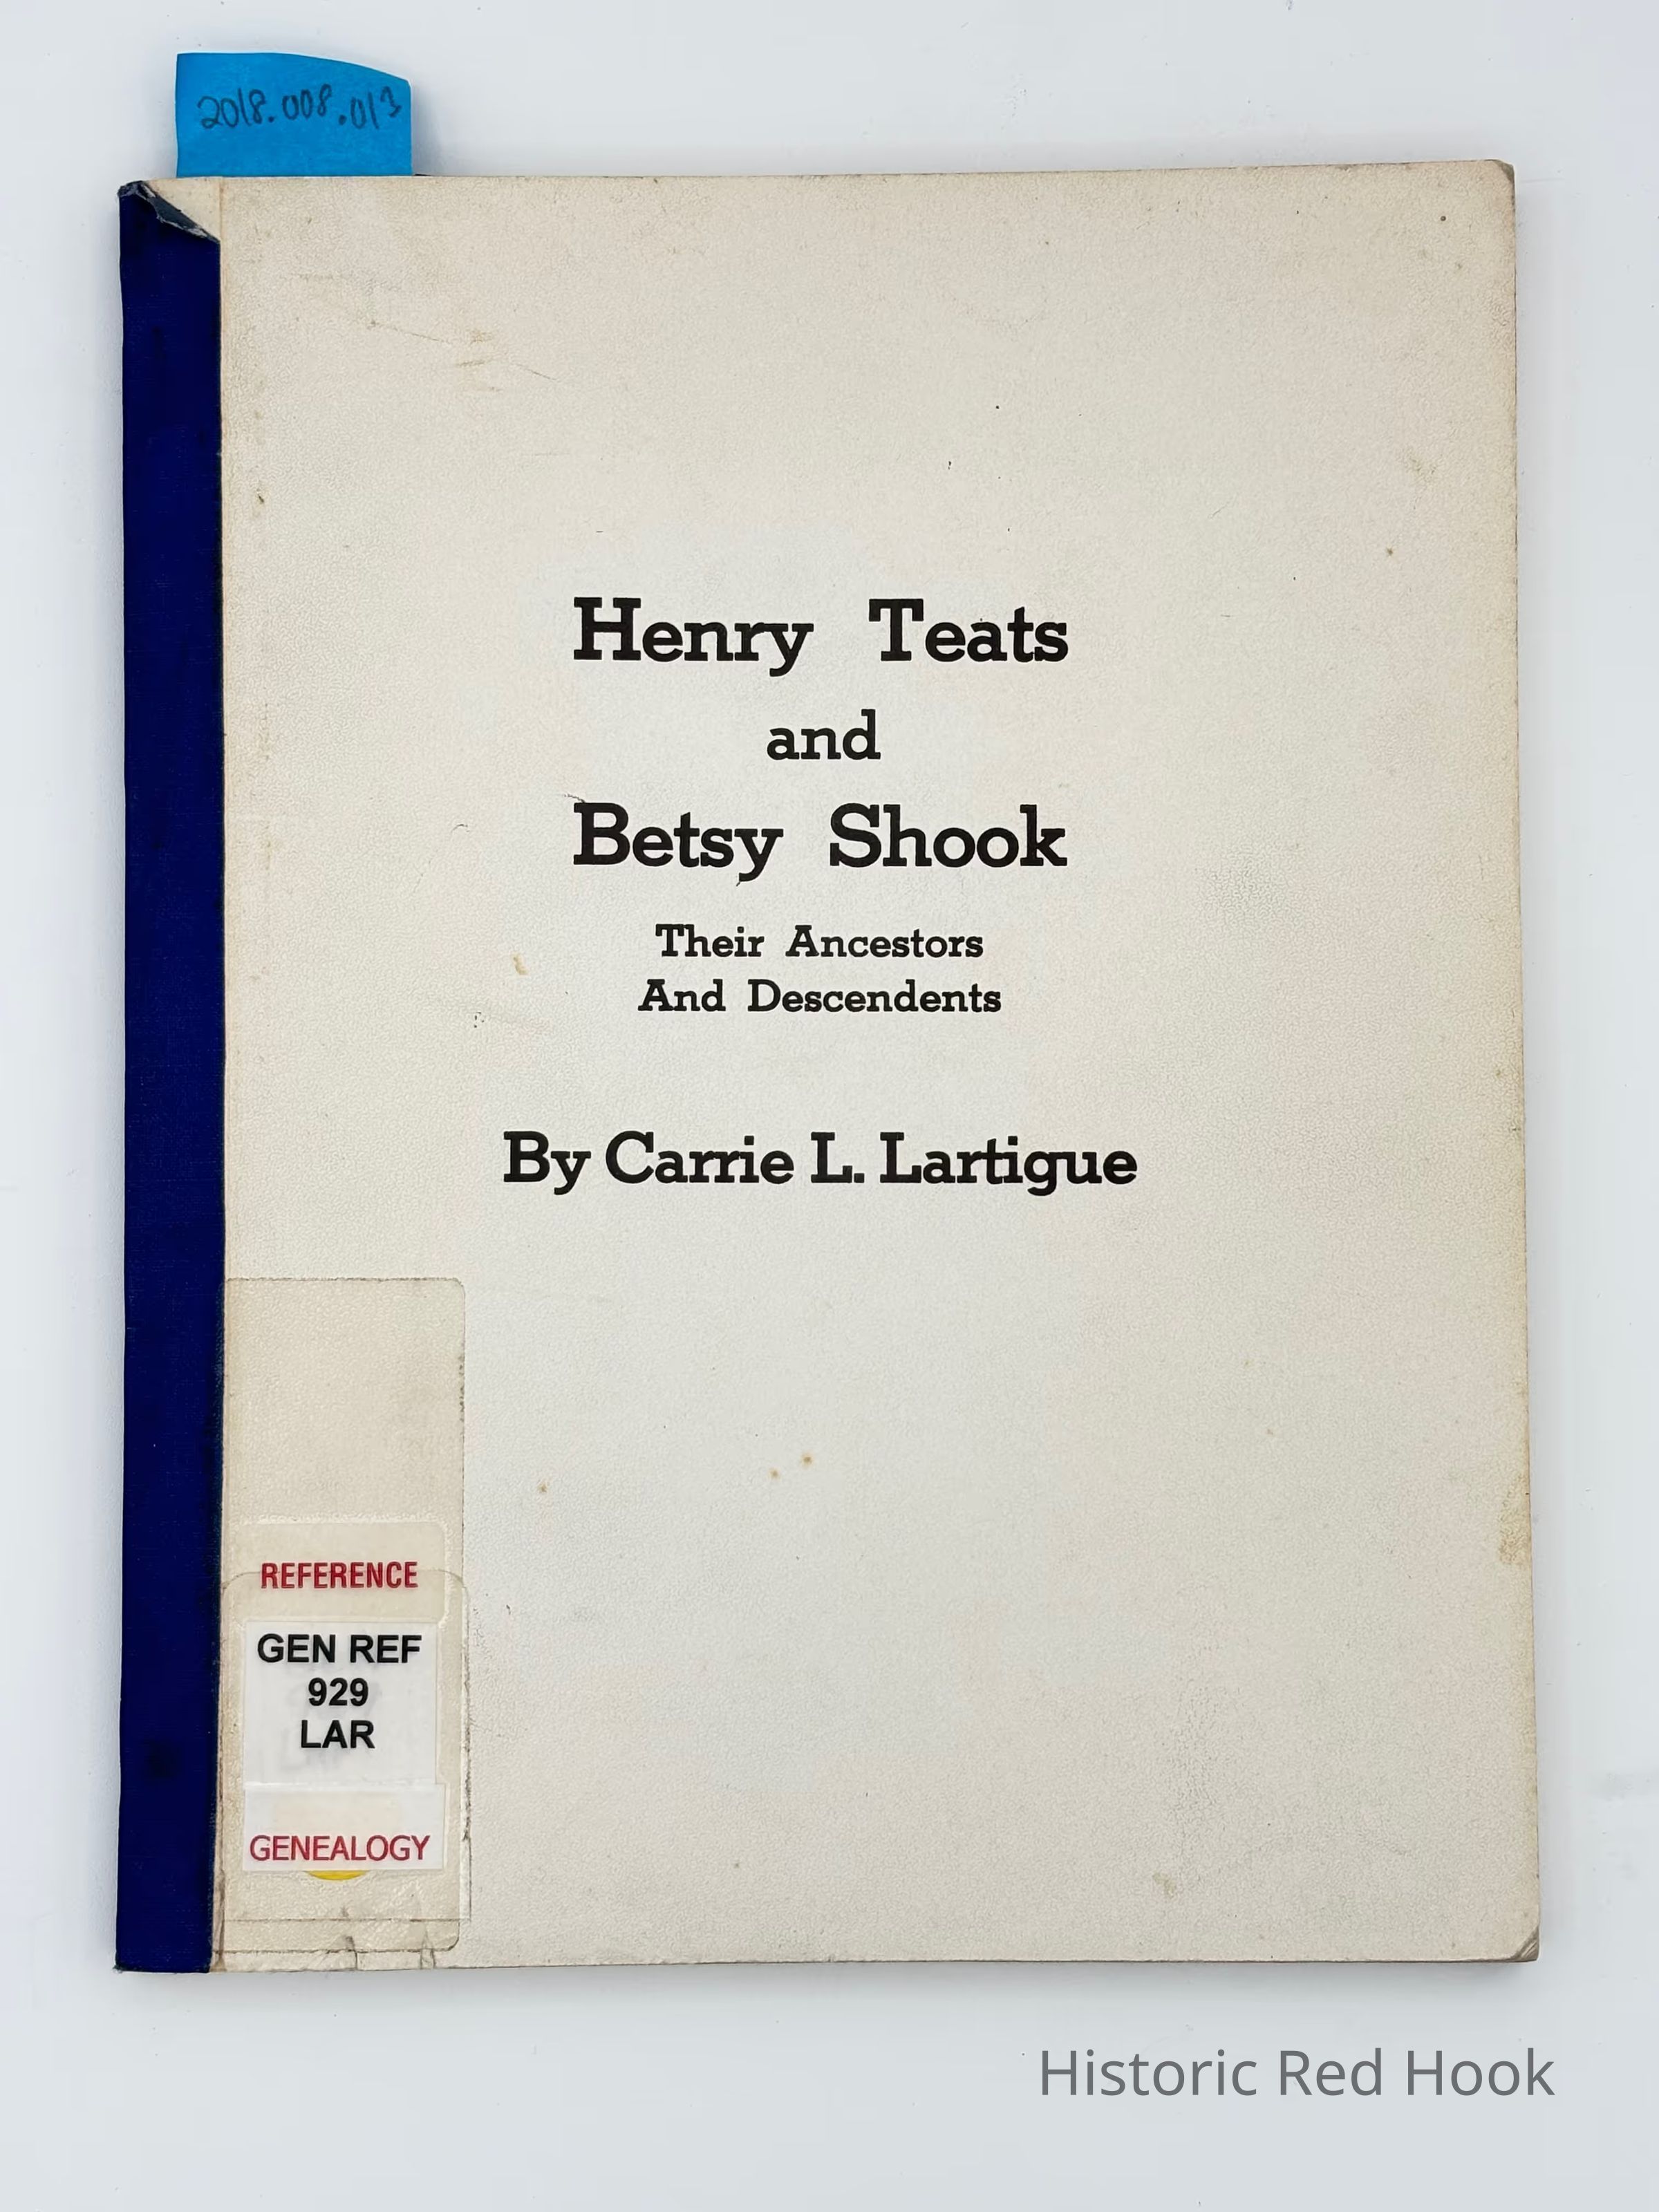 2018.008.013
Henry Teats
and
Betsy Shook
Their Ancestors
And Descendents
By Carrie L. Lartigue
REFERENCE
GEN REF
929
LAR
GENEALOGY
Historic Red Hook